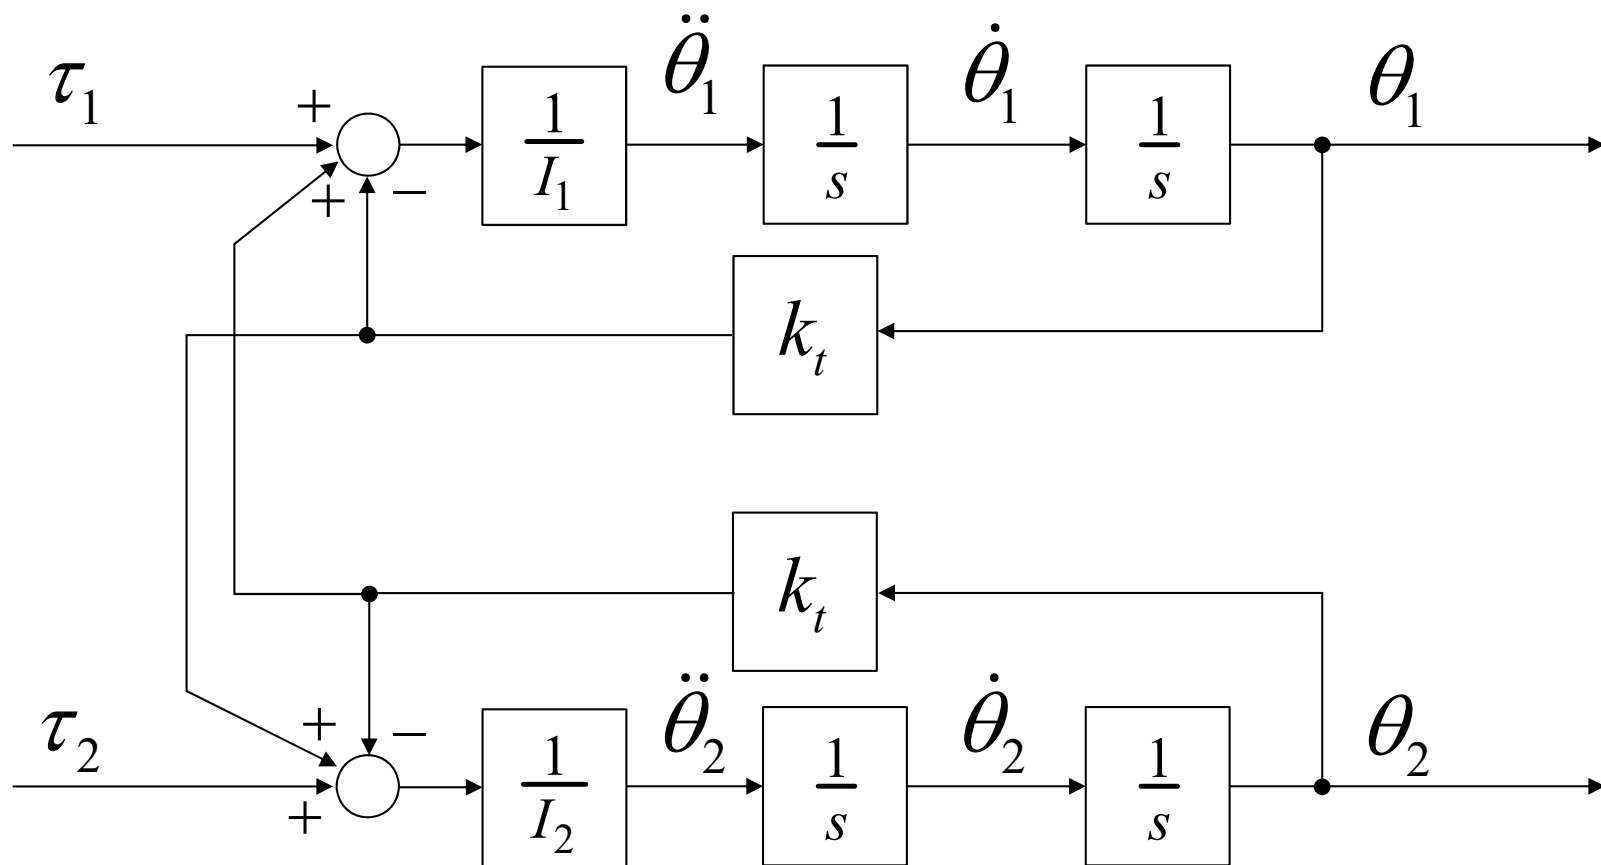 τ₁ + + − 1/I₁ θ̈₁ 1/s θ̇₁ 1/s θ₁
kₜ
kₜ
τ₂ + + − 1/I₂ θ̈₂ 1/s θ̇₂ 1/s θ₂